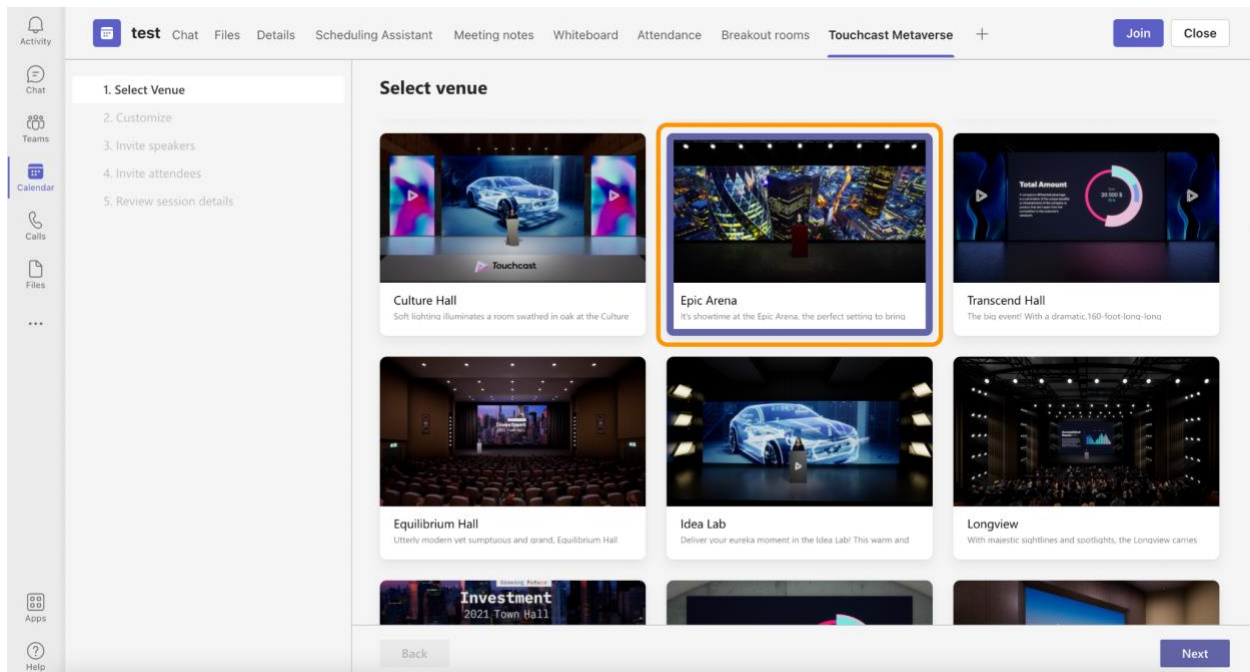 Activity
Chat
Teams
Calendar
Calls
Files
Apps
Help
test Chat Files Details Scheduling Assistant Meeting notes Whiteboard Attendance Breakout rooms Touchcast Metaverse
Join Close
1. Select Venue
2. Customize
3. Invite speakers
4. Invite attendees
5. Review session details
Select venue
Touchcast
Culture Hall
Soft lighting illuminates a room swathed in oak at the Culture
Epic Arena
It's showtime at the Epic Arena, the perfect setting to bring
Total Amount
20 000 $
Transcend Hall
The big event! With a dramatic,160-foot-long-long
Investment
Equilibrium Hall
Utterly modern yet sumptuous and grand, Equilibrium Hall
Idea Lab
Deliver your eureka moment in the Idea Lab! This warm and
Longview
With majestic sightlines and spotlights, the Longview carries
Investment
2021 Town Hall
Back
Next